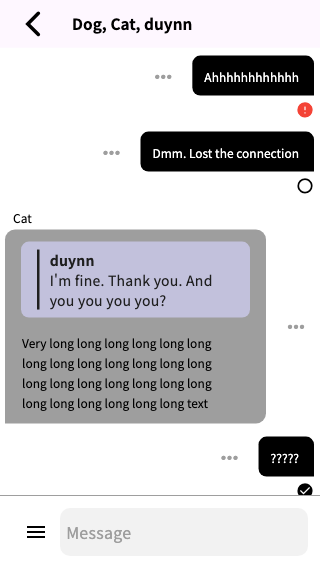 Dog, Cat, duynn
Ahhhhhhhhhhhh
Dmm. Lost the connection
Cat
duynn
I'm fine. Thank you. And
you you you you?
Very long long long long long long
long long long long long long long
long long long long long long long
long long long long long long text
?????
Message